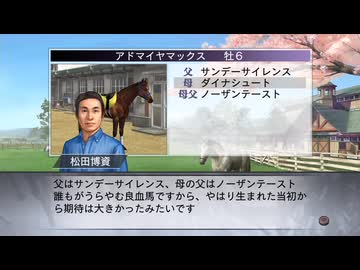 アドマイヤマックス 牡6
父 サンデーサイレンス
母 ダイナシュート
母父 ノーザンテースト
松田博資
父はサンデーサイレンス、母の父はノーザンテースト
誰もがうらやむ良血馬ですから、やはり生まれた当初か
ら期待は大きかったみたいです